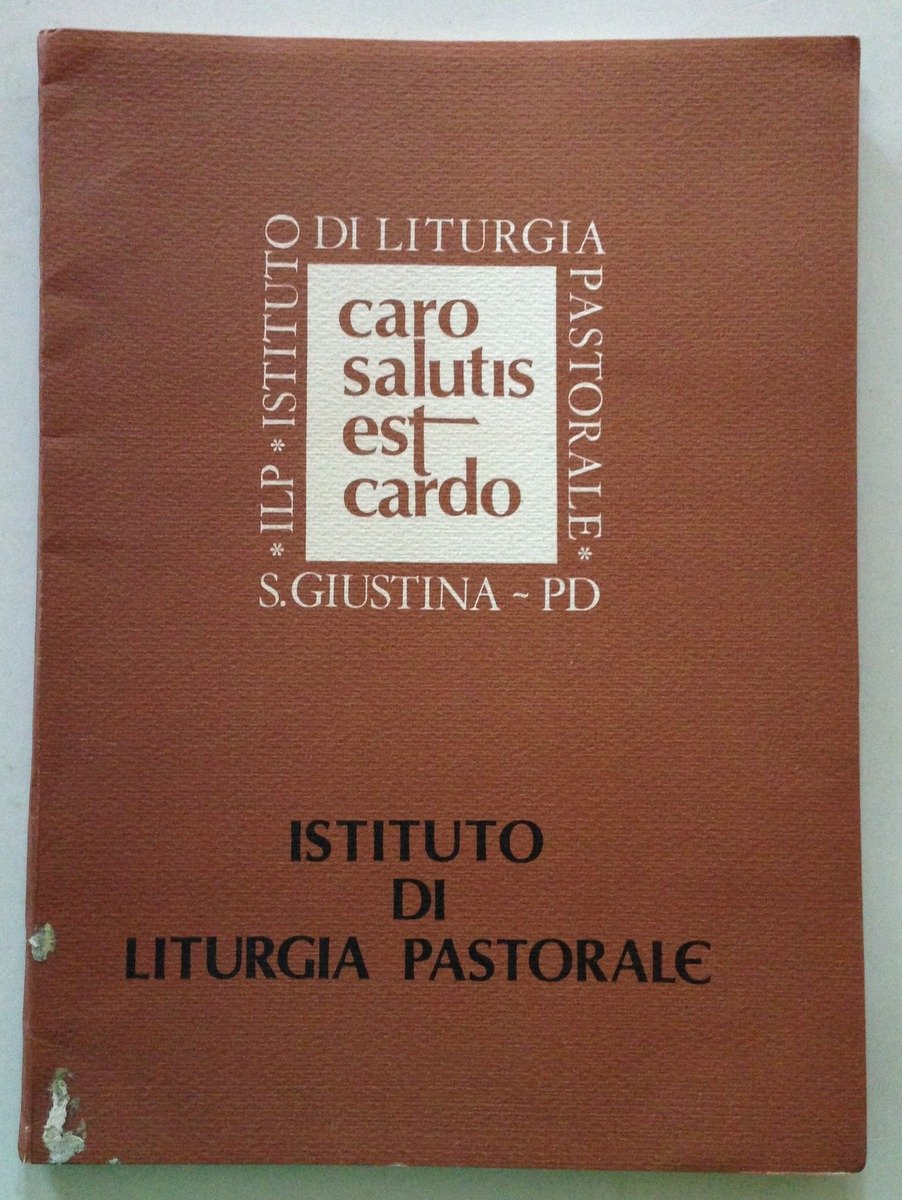 * ILP * ISTITUTO
DI LITURGIA
PASTORALE *
S. GIUSTINA ~ PD
caro
salutis
est
cardo
ISTITUTO
DI
LITURGIA PASTORALE